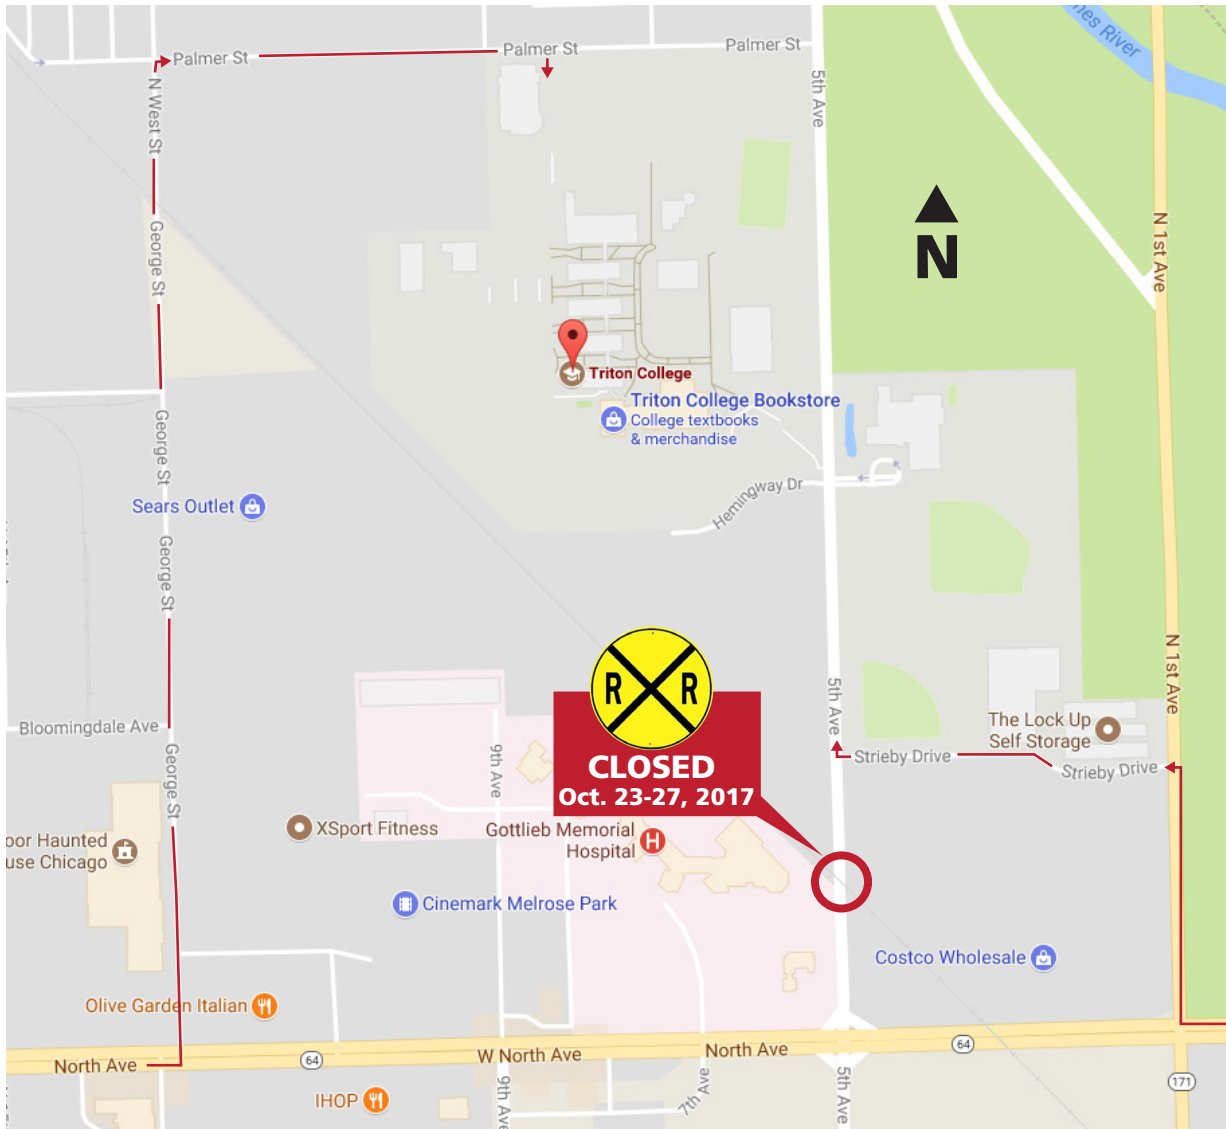 Palmer St
Palmer St
Palmer St
nes River
N West St
5th Ave
N
N 1st Ave
George St
Triton College
Triton College Bookstore
College textbooks
& merchandise
George St
Hemingway Dr
Sears Outlet
George St
R R
N 1st Ave
5th Ave
Bloomingdale Ave
George St
9th Ave
CLOSED
Oct. 23-27, 2017
The Lock Up
Self Storage
Strieby Drive
Strieby Drive
oor Haunted
use Chicago
XSport Fitness
Gottlieb Memorial
Hospital
H
Cinemark Melrose Park
Costco Wholesale
Olive Garden Italian
North Ave
64
W North Ave
North Ave
64
IHOP
9th Ave
7th Ave
5th Ave
171